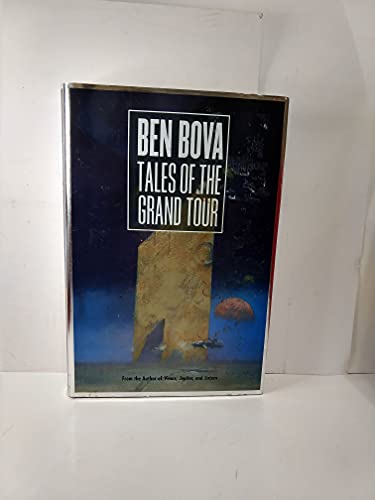 BEN BOVA
TALES OF THE
GRAND TOUR
From the Author of Venus, Jupiter, and Saturn